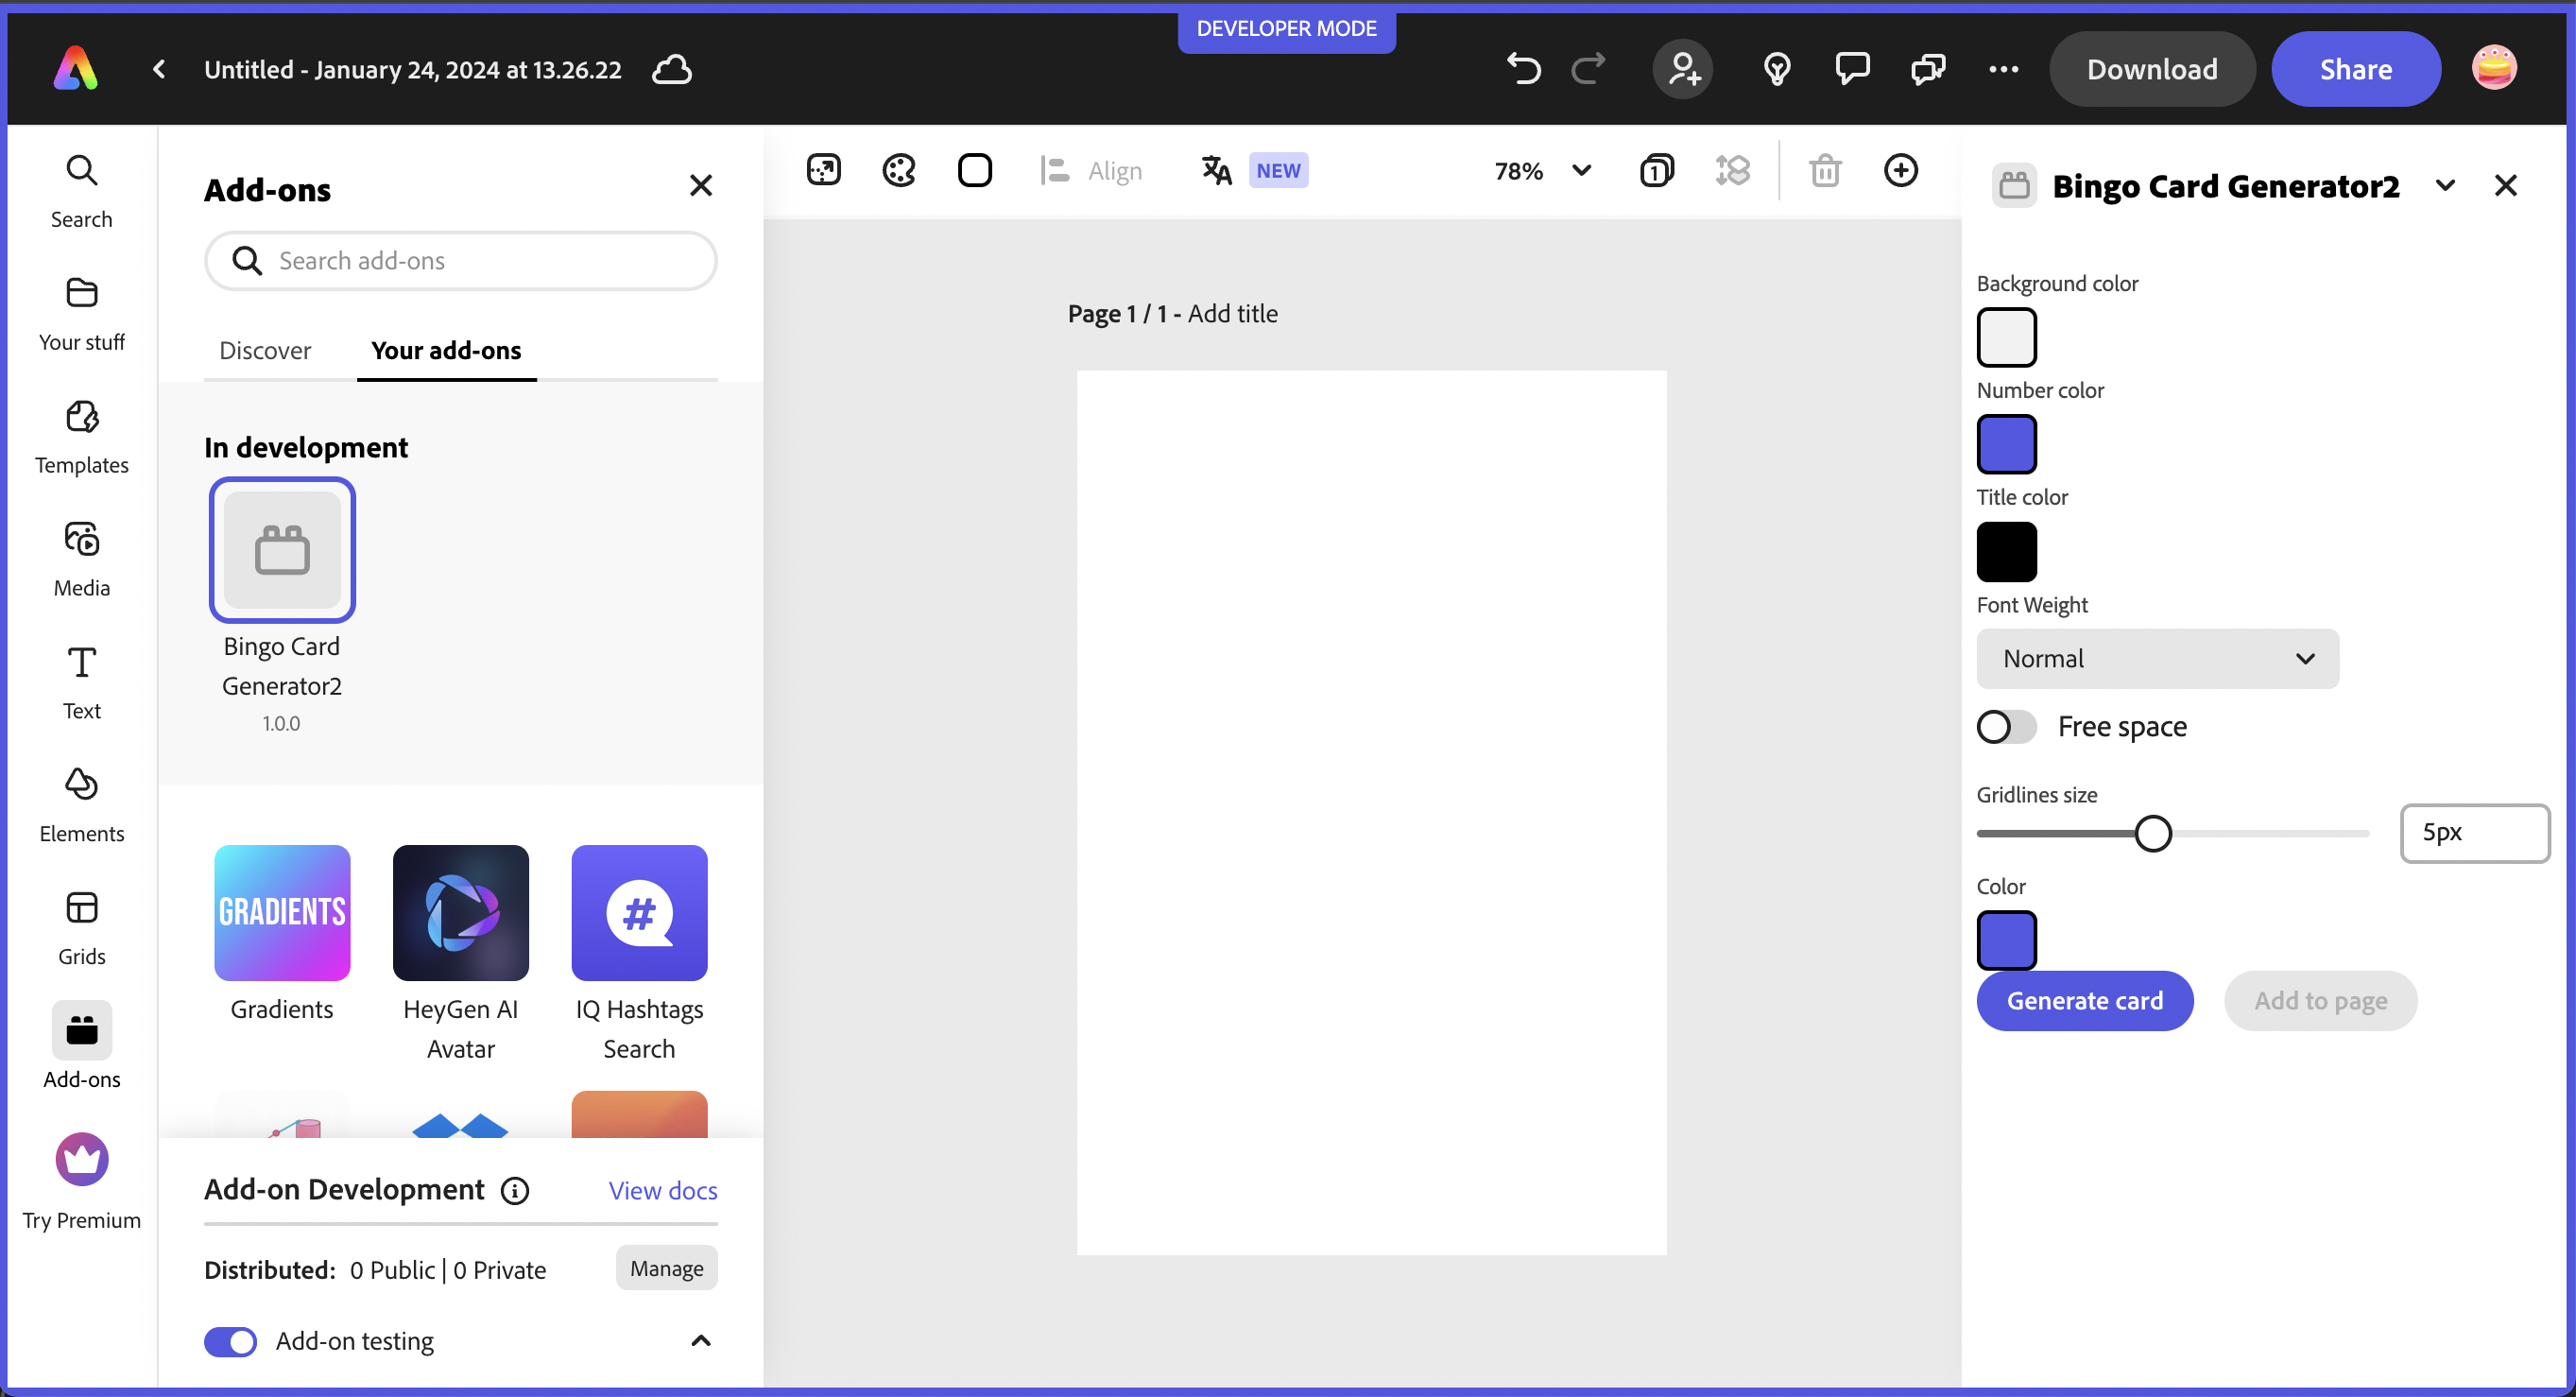 DEVELOPER MODE
Untitled - January 24, 2024 at 13.26.22
Download
Share
Search
Your stuff
Templates
Media
Text
Elements
Grids
Add-ons
Try Premium
Add-ons
Search add-ons
Discover
Your add-ons
In development
Bingo Card
Generator2
1.0.0
GRADIENTS
#
Gradients
HeyGen AI
Avatar
IQ Hashtags
Search
Add-on Development
View docs
Distributed: 0 Public | 0 Private
Manage
Add-on testing
Align
NEW
78%
1
Page 1 / 1 - Add title
Bingo Card Generator2
Background color
Number color
Title color
Font Weight
Normal
Free space
Gridlines size
5px
Color
Generate card
Add to page